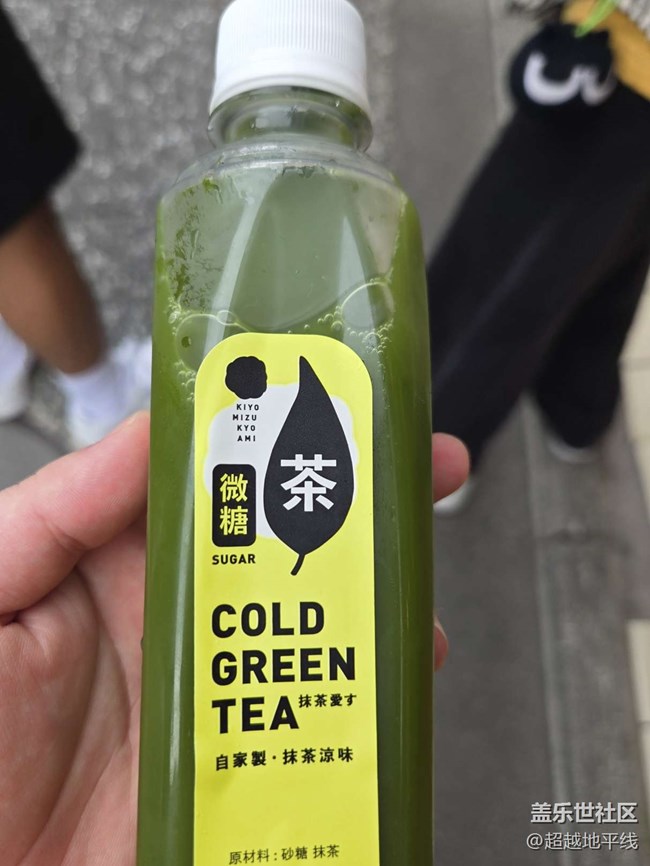 KIYO
MIZU
KYO
AMI
茶
微糖
SUGAR
COLD
GREEN
TEA 抹茶愛す
自家製・抹茶涼味
原材料：砂糖 抹茶
盖乐世社区
@超越地平线